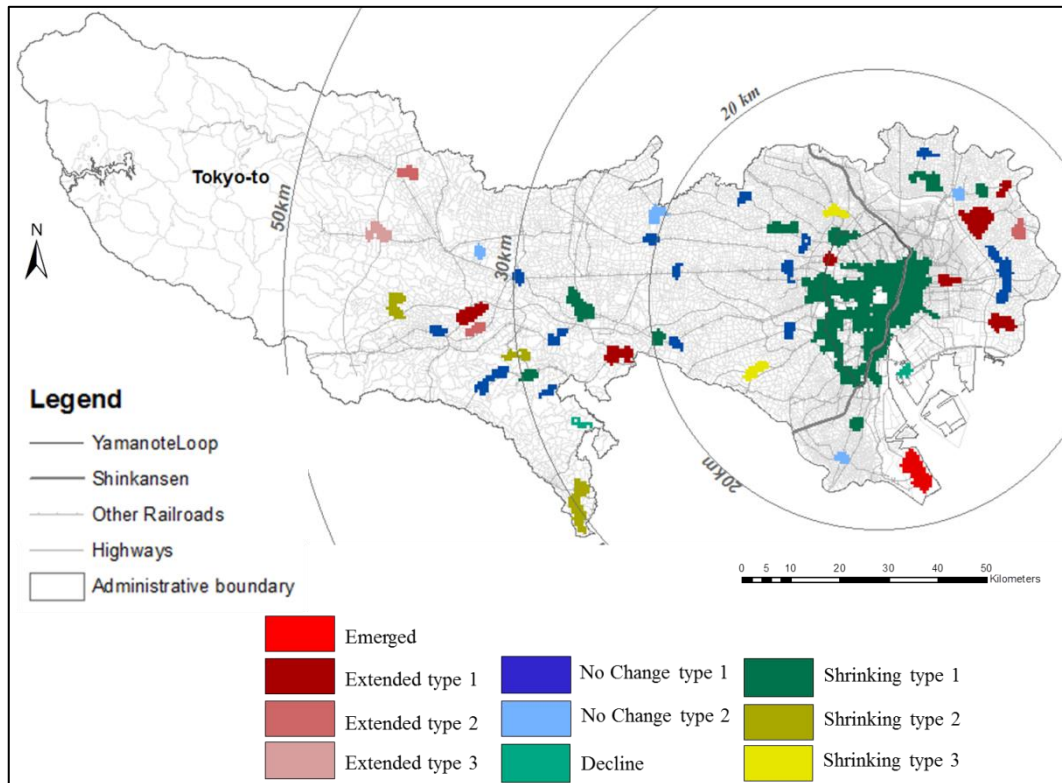 20 km
Tokyo-to
50km
30km
N
20km
Legend
YamanoteLoop
Shinkansen
Other Railroads
Highways
Administrative boundary
0 5 10 20 30 40 50
Kilometers
Emerged
Extended type 1
Extended type 2
Extended type 3
No Change type 1
No Change type 2
Decline
Shrinking type 1
Shrinking type 2
Shrinking type 3